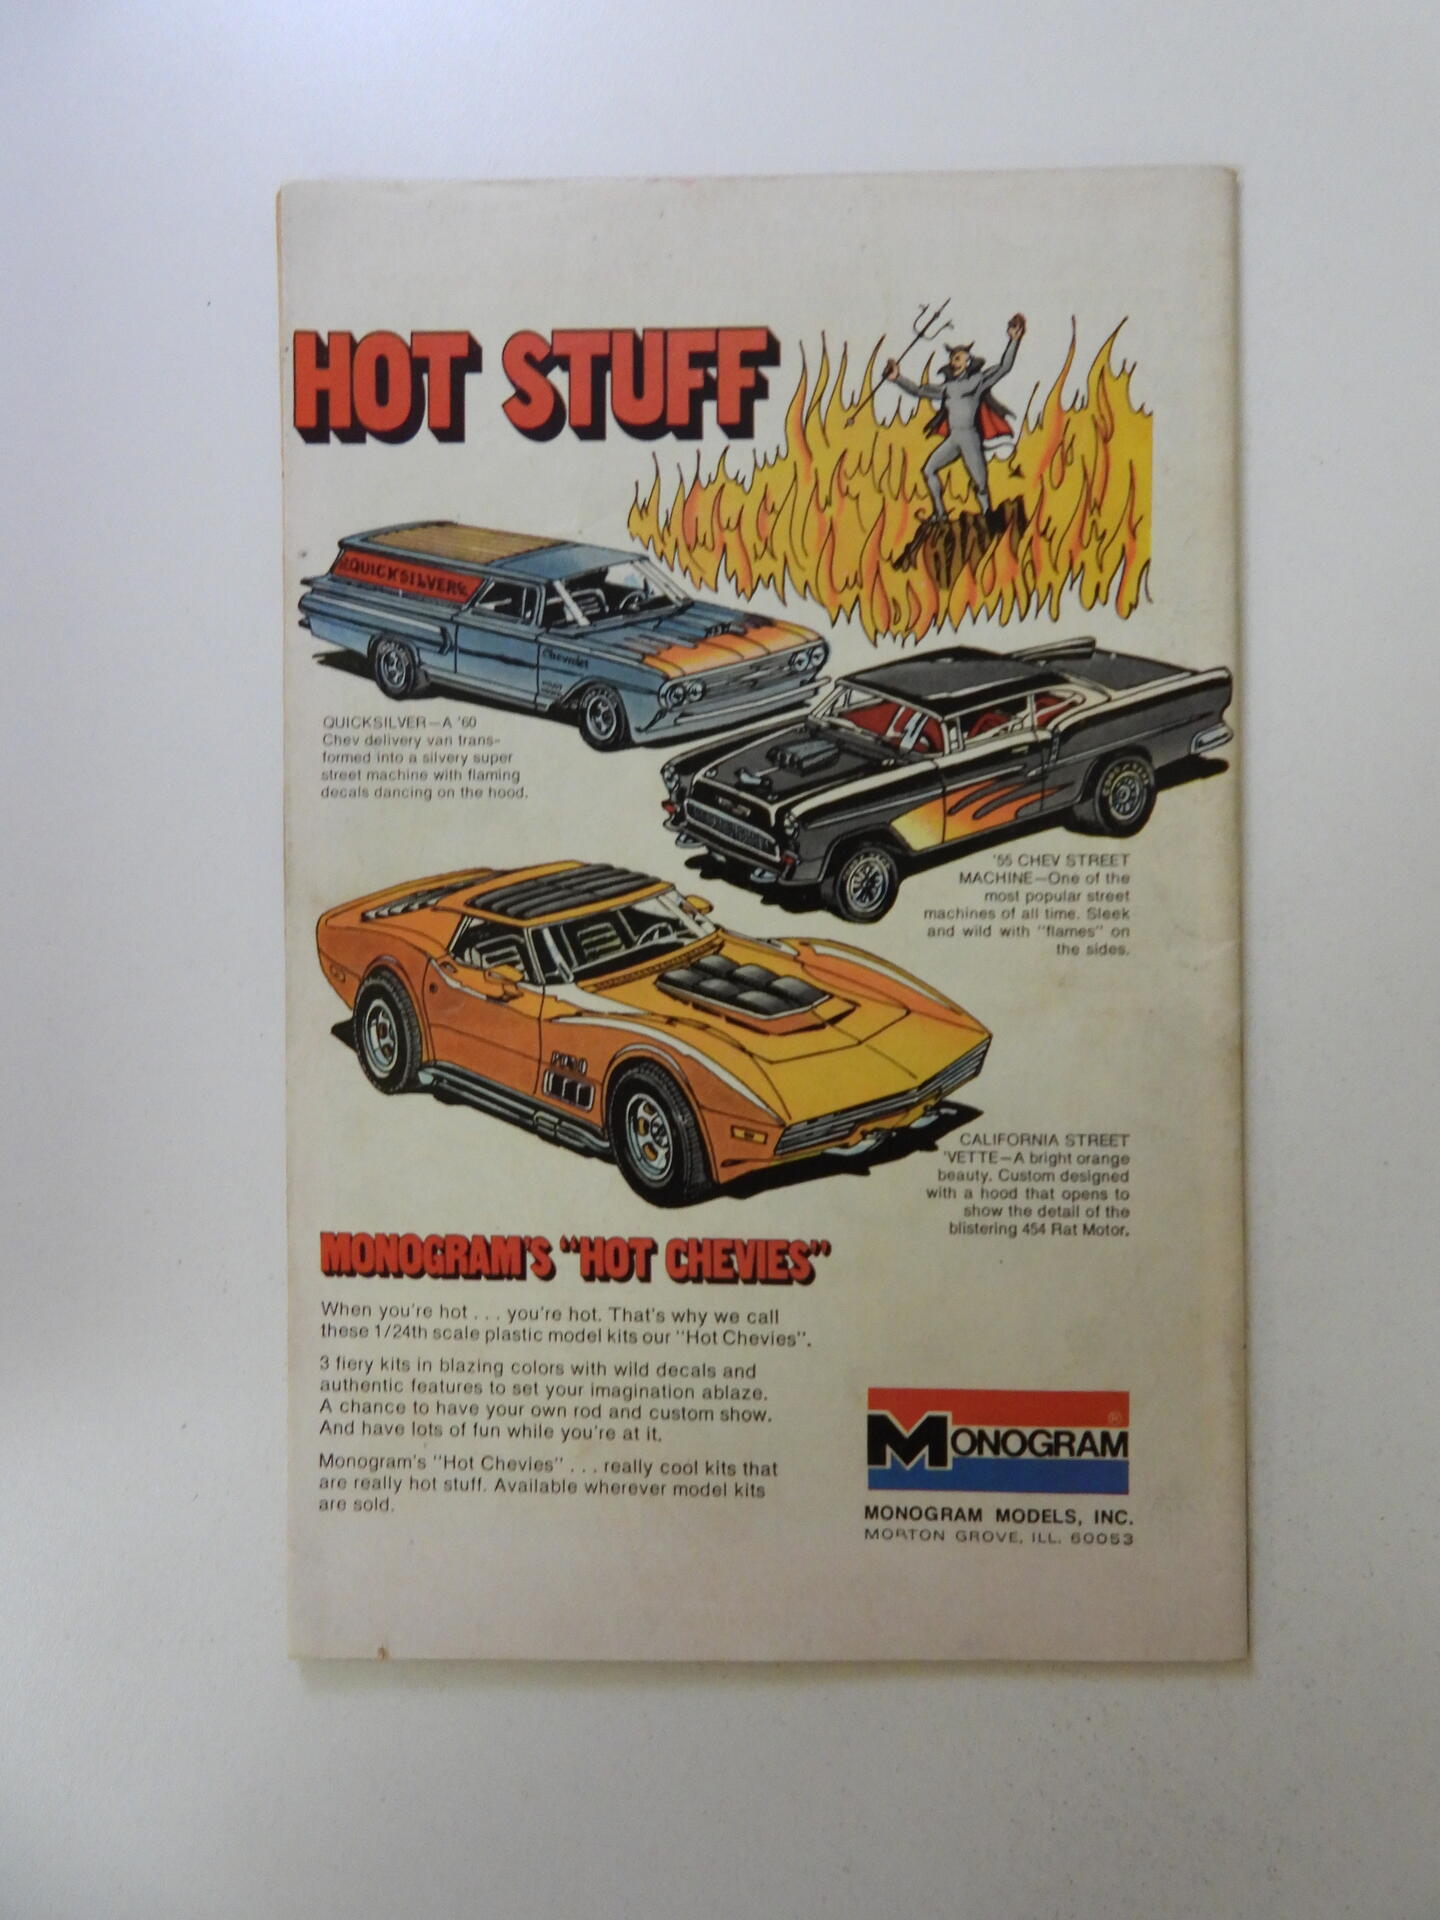 HOT STUFF
QUICKSILVER
Chevrolet
QUICKSILVER—A '60
Chev delivery van trans-
formed into a silvery super
street machine with flaming
decals dancing on the hood.
'55 CHEV STREET
MACHINE—One of the
most popular street
machines of all time. Sleek
and wild with "flames" on
the sides.
CALIFORNIA STREET
'VETTE—A bright orange
beauty. Custom designed
with a hood that opens to
show the detail of the
blistering 454 Rat Motor.
MONOGRAM'S "HOT CHEVIES"
When you're hot . . . you're hot. That's why we call
these 1/24th scale plastic model kits our "Hot Chevies".
3 fiery kits in blazing colors with wild decals and
authentic features to set your imagination ablaze.
A chance to have your own rod and custom show.
And have lots of fun while you're at it.
Monogram's "Hot Chevies" . . . really cool kits that
are really hot stuff. Available wherever model kits
are sold.
MONOGRAM®
MONOGRAM MODELS, INC.
MORTON GROVE, ILL. 60053